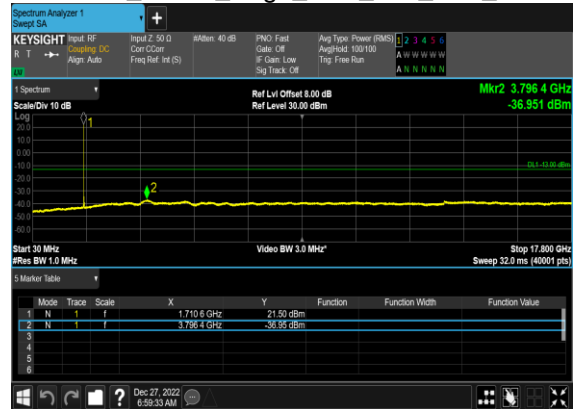 Spectrum Analyzer 1
Swept SA
+
KEYSIGHT
R T
Input: RF
Coupling: DC
Align: Auto
Input Z: 50 Ω
Corr CCorr
Freq Ref: Int (S)
#Atten: 40 dB
PNO: Fast
Gate: Off
IF Gain: Low
Sig Track: Off
Avg Type: Power (RMS)
Avg|Hold: 100/100
Trig: Free Run
1 2 3 4 5 6
A W W W W W
A N N N N N
1 Spectrum
Scale/Div 10 dB
Ref Lvl Offset 8.00 dB
Ref Level 30.00 dBm
Mkr2 3.796 4 GHz
-36.951 dBm
Log
20.0
10.0
0.00
-10.0
-20.0
-30.0
-40.0
-50.0
-60.0
1
2
DL1 -13.00 dBm
Start 30 MHz
#Res BW 1.0 MHz
Video BW 3.0 MHz*
Stop 17.800 GHz
Sweep 32.0 ms (40001 pts)
5 Marker Table
Mode Trace Scale X Y Function Function Width Function Value
1 N 1 f 1.710 6 GHz 21.50 dBm
2 N 1 f 3.796 4 GHz -36.95 dBm
3
4
5
6
?
Dec 27, 2022
6:59:33 AM